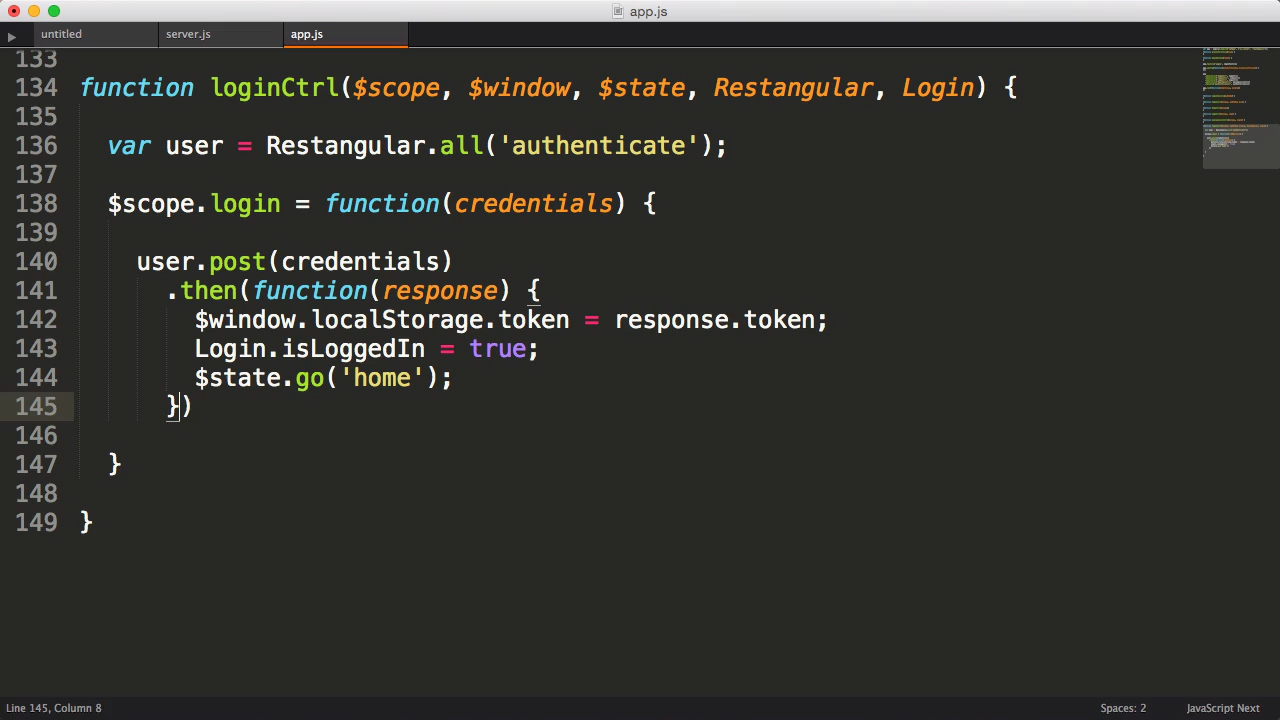 app.js
untitled server.js app.js
133
134 function loginCtrl($scope, $window, $state, Restangular, Login) {
135
136   var user = Restangular.all('authenticate');
137
138   $scope.login = function(credentials) {
139
140     user.post(credentials)
141       .then(function(response) {
142         $window.localStorage.token = response.token;
143         Login.isLoggedIn = true;
144         $state.go('home');
145       })
146
147   }
148
149 }
Line 145, Column 8 Spaces: 2 JavaScript Next